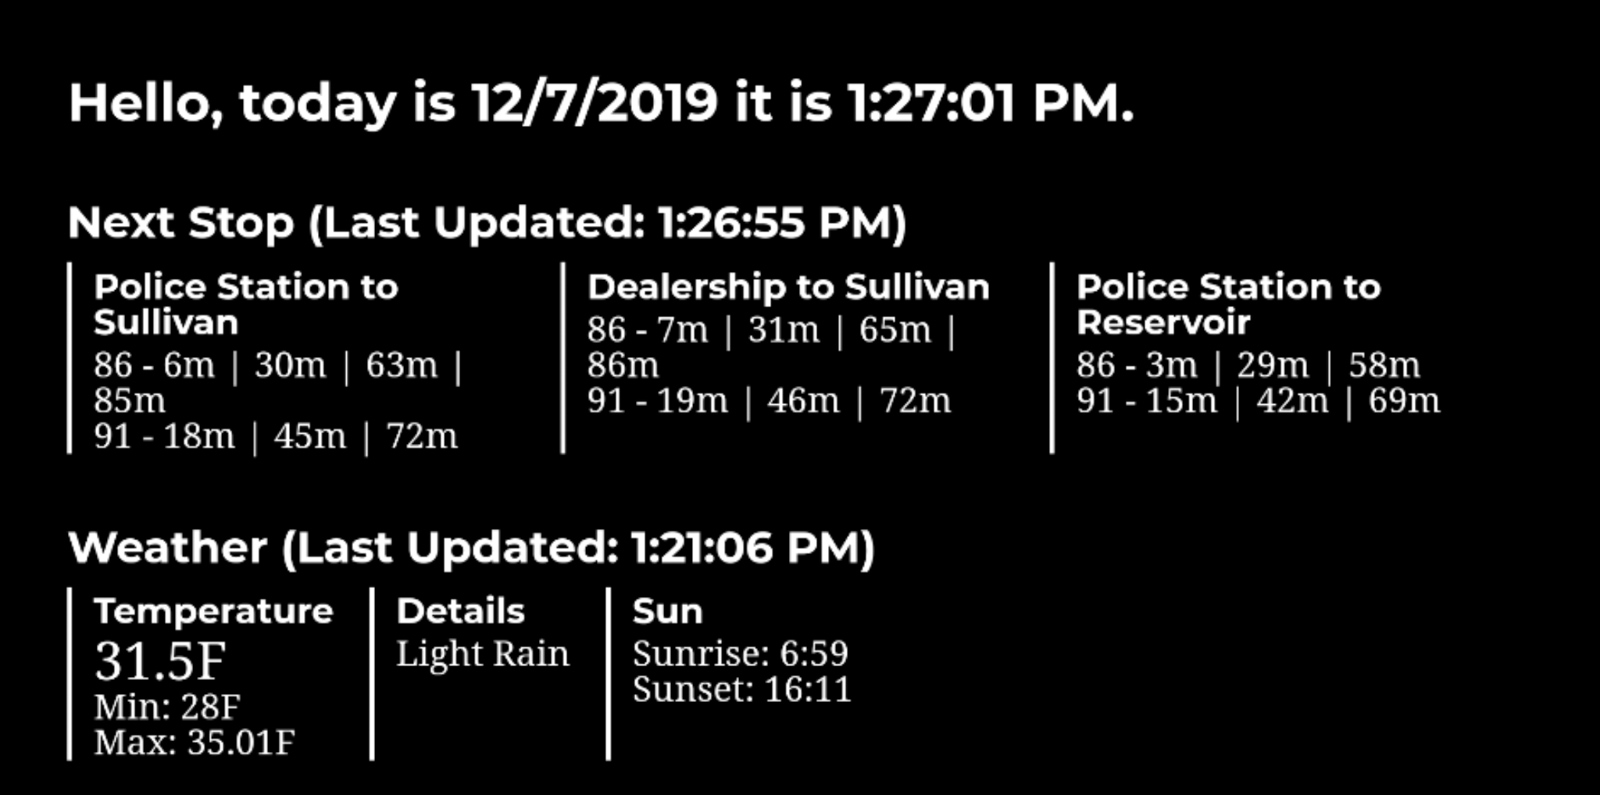 Hello, today is 12/7/2019 it is 1:27:01 PM.
Next Stop (Last Updated: 1:26:55 PM)
Police Station to
Sullivan
86 - 6m | 30m | 63m |
85m
91 - 18m | 45m | 72m
Dealership to Sullivan
86 - 7m | 31m | 65m |
86m
91 - 19m | 46m | 72m
Police Station to
Reservoir
86 - 3m | 29m | 58m
91 - 15m | 42m | 69m
Weather (Last Updated: 1:21:06 PM)
Temperature
31.5F
Min: 28F
Max: 35.01F
Details
Light Rain
Sun
Sunrise: 6:59
Sunset: 16:11